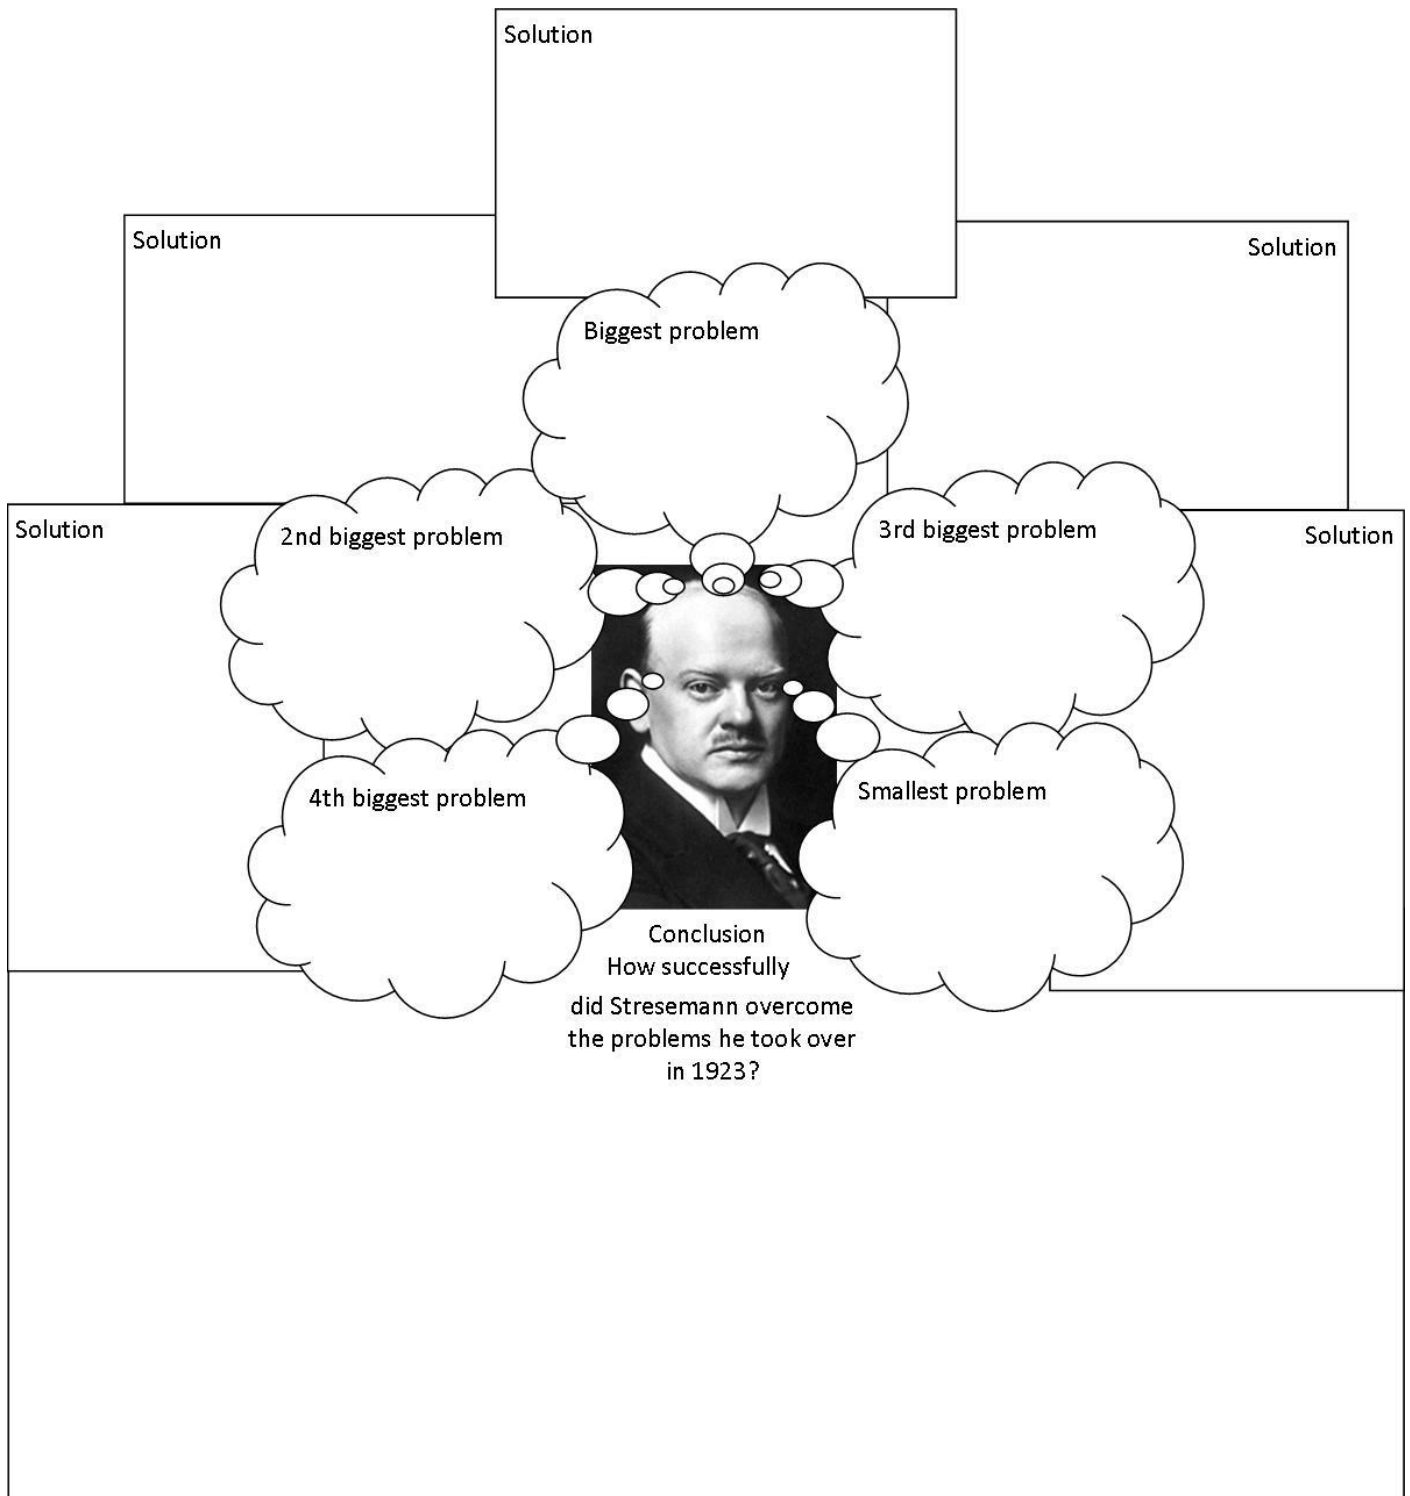 Solution
Solution
Solution
Biggest problem
Solution
2nd biggest problem
3rd biggest problem
Solution
4th biggest problem
Smallest problem
Conclusion
How successfully
did Stresemann overcome
the problems he took over
in 1923?